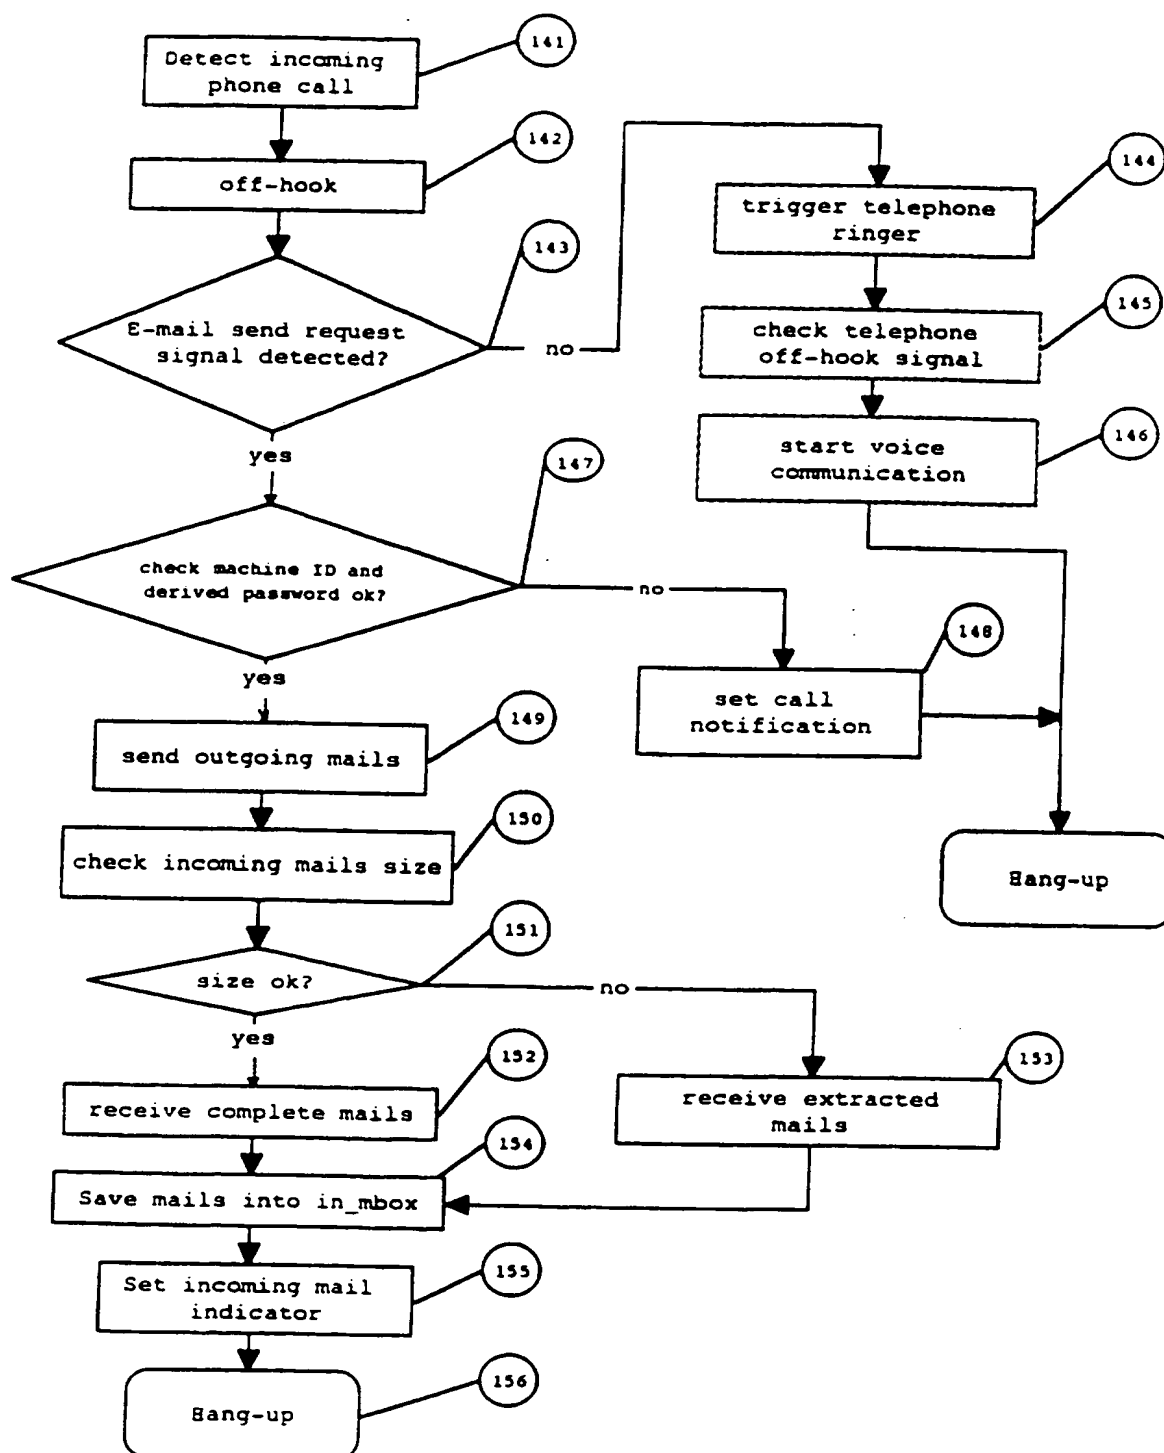 141
Detect incoming
phone call
142
off-hook
143
E-mail send request
signal detected?
no
144
trigger telephone
ringer
145
check telephone
off-hook signal
146
start voice
communication
yes
147
check machine ID and
derived password ok?
no
148
set call
notification
yes
149
send outgoing mails
150
check incoming mails size
Hang-up
151
size ok?
no
yes
152
receive complete mails
153
receive extracted
mails
154
Save mails into in_mbox
155
Set incoming mail
indicator
156
Hang-up